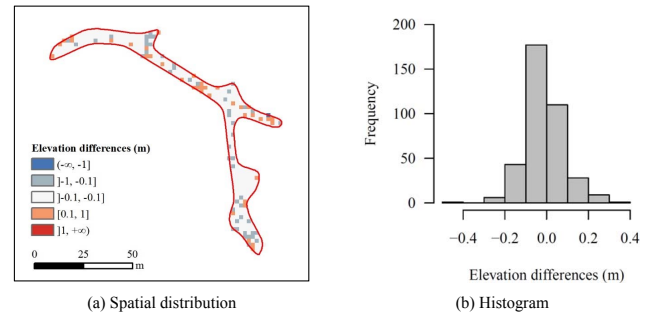 Elevation differences (m)
(-∞, -1]
]-1, -0.1]
]-0.1, -0.1]
[0.1, 1]
]1, +∞)
0 25 50
m
(a) Spatial distribution
200
150
100
50
0
Frequency
−0.4 −0.2 0.0 0.2 0.4
Elevation differences (m)
(b) Histogram